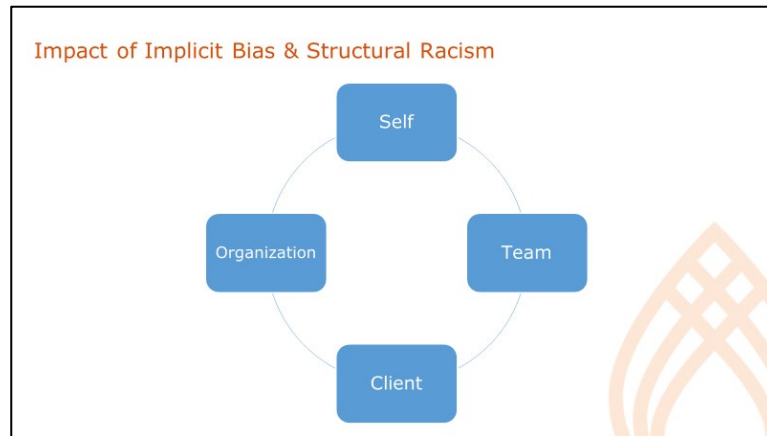 Impact of Implicit Bias & Structural Racism
Self
Organization
Team
Client